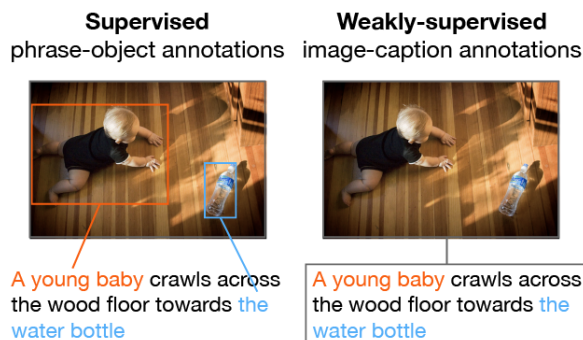 Supervised
phrase-object annotations
Weakly-supervised
image-caption annotations
A young baby crawls across
the wood floor towards the
water bottle
A young baby crawls across
the wood floor towards the
water bottle